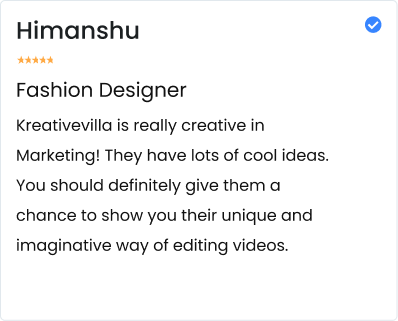 Himanshu
Fashion Designer
Kreativevilla is really creative in
Marketing! They have lots of cool ideas.
You should definitely give them a
chance to show you their unique and
imaginative way of editing videos.